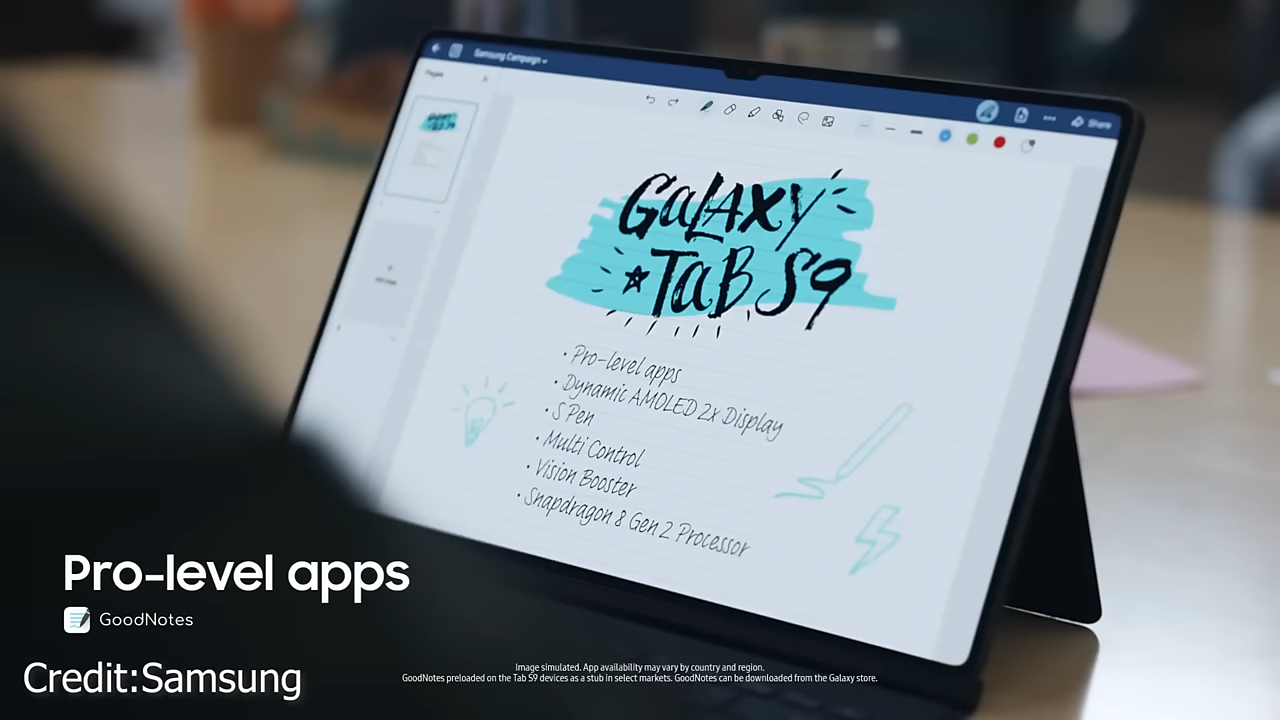 Samsung Campaign
Pages
Share
GaLAXY
TaB S9
• Pro-level apps
• Dynamic AMOLED 2x Display
• S Pen
• Multi Control
• Vision Booster
• Snapdragon 8 Gen 2 Processor
Pro-level apps
GoodNotes
Credit:Samsung
Image simulated. App availability may vary by country and region.
GoodNotes preloaded on the Tab S9 devices as a stub in select markets. GoodNotes can be downloaded from the Galaxy store.